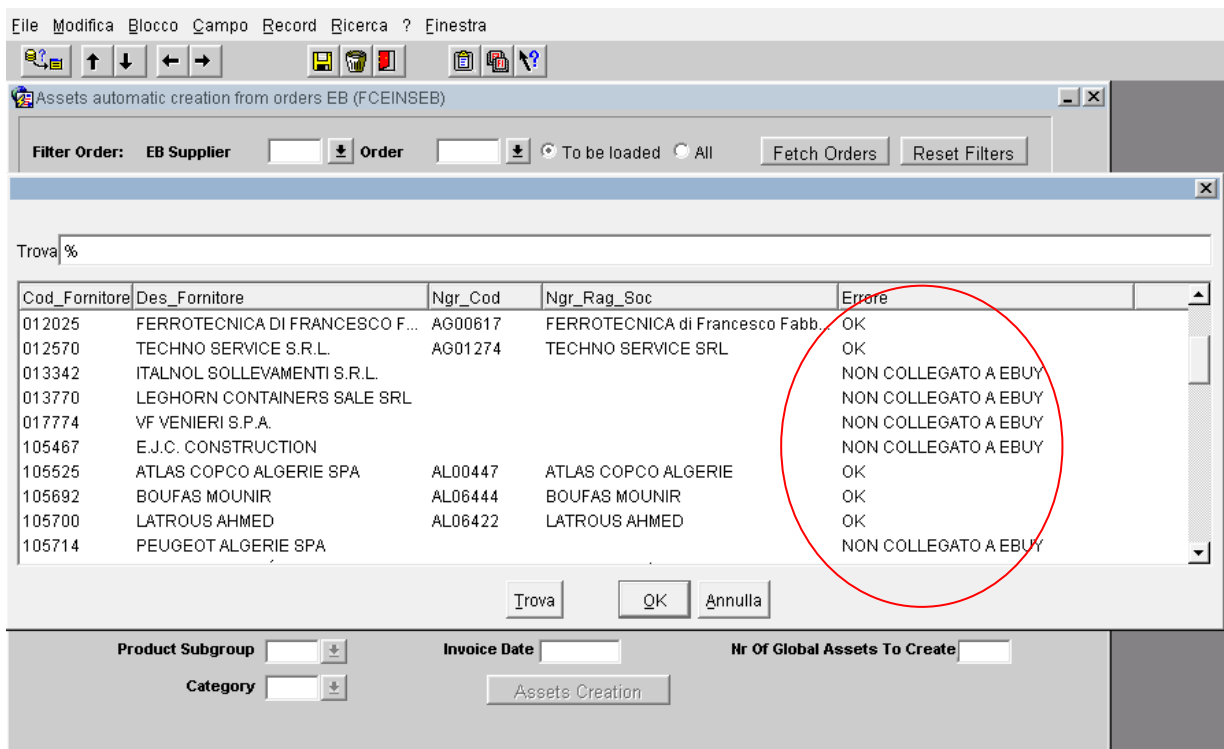 File Modifica Blocco Campo Record Ricerca ? Finestra
Assets automatic creation from orders EB (FCEINSEB)
Filter Order: EB Supplier Order To be loaded All Fetch Orders Reset Filters
Trova %
Cod_Fornitore Des_Fornitore Ngr_Cod Ngr_Rag_Soc Errore
012025 FERROTECNICA DI FRANCESCO F... AG00617 FERROTECNICA di Francesco Fabb... OK
012570 TECHNO SERVICE S.R.L. AG01274 TECHNO SERVICE SRL OK
013342 ITALNOL SOLLEVAMENTI S.R.L. NON COLLEGATO A EBUY
013770 LEGHORN CONTAINERS SALE SRL NON COLLEGATO A EBUY
017774 VF VENIERI S.P.A. NON COLLEGATO A EBUY
105467 E.J.C. CONSTRUCTION NON COLLEGATO A EBUY
105525 ATLAS COPCO ALGERIE SPA AL00447 ATLAS COPCO ALGERIE OK
105692 BOUFAS MOUNIR AL06444 BOUFAS MOUNIR OK
105700 LATROUS AHMED AL06422 LATROUS AHMED OK
105714 PEUGEOT ALGERIE SPA NON COLLEGATO A EBUY
Trova OK Annulla
Product Subgroup Invoice Date Nr Of Global Assets To Create
Category Assets Creation